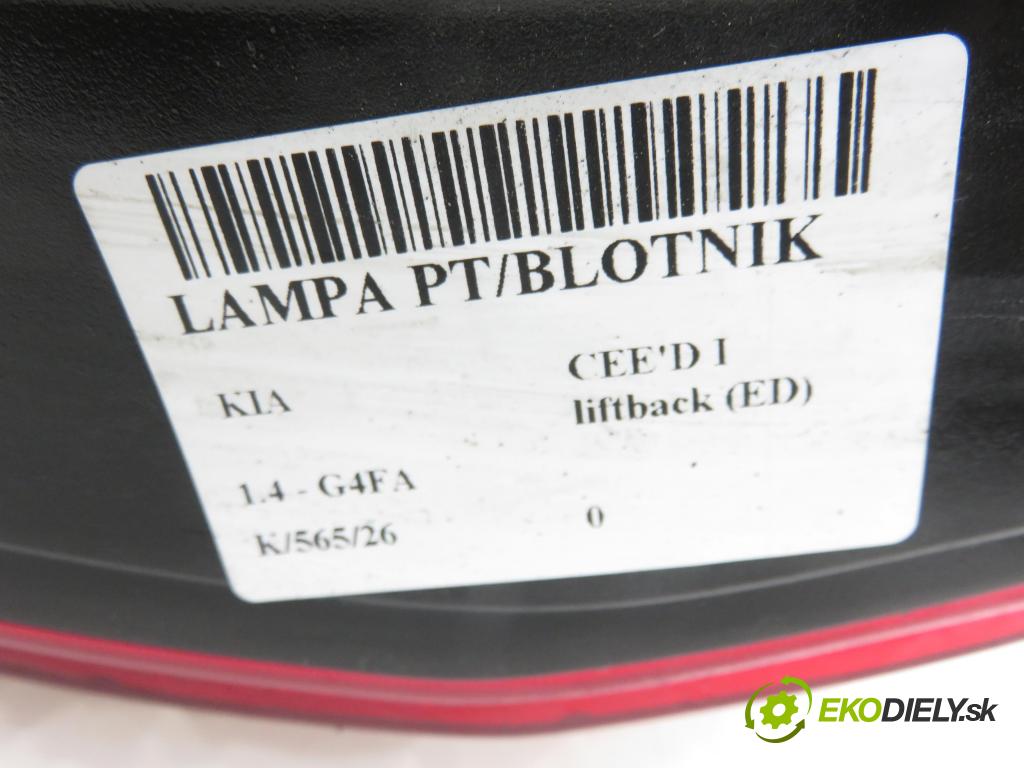 LAMPA PT/BLOTNIK
KIA
CEE'D I
liftback (ED)
1.4 - G4FA
K/565/26
0
EKODIELY.sk